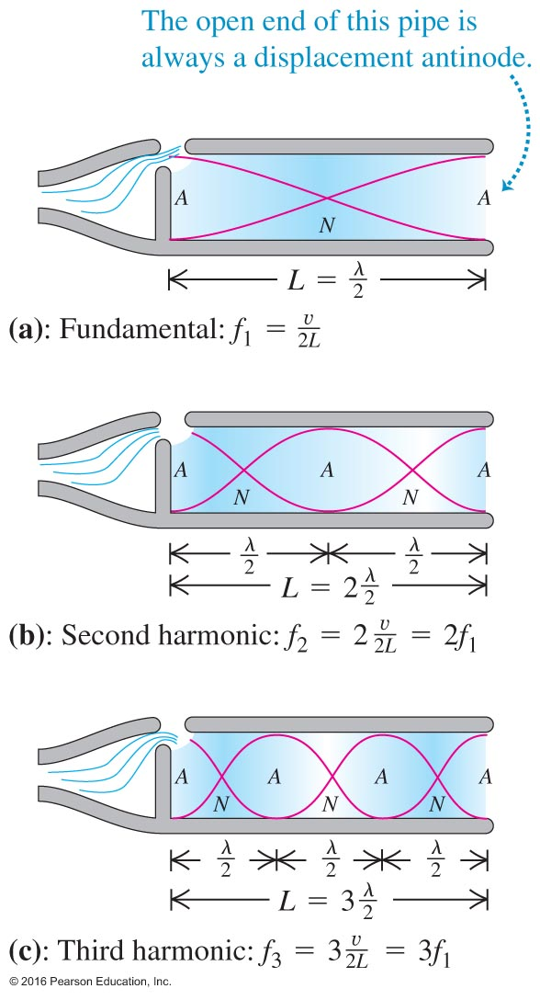 The open end of this pipe is
always a displacement antinode.
A N A
L = λ/2
(a): Fundamental: f₁ = υ/2L
A N A N A
λ/2 λ/2
L = 2 λ/2
(b): Second harmonic: f₂ = 2 υ/2L = 2f₁
A N A N A N A
λ/2 λ/2 λ/2
L = 3 λ/2
(c): Third harmonic: f₃ = 3 υ/2L = 3f₁
© 2016 Pearson Education, Inc.